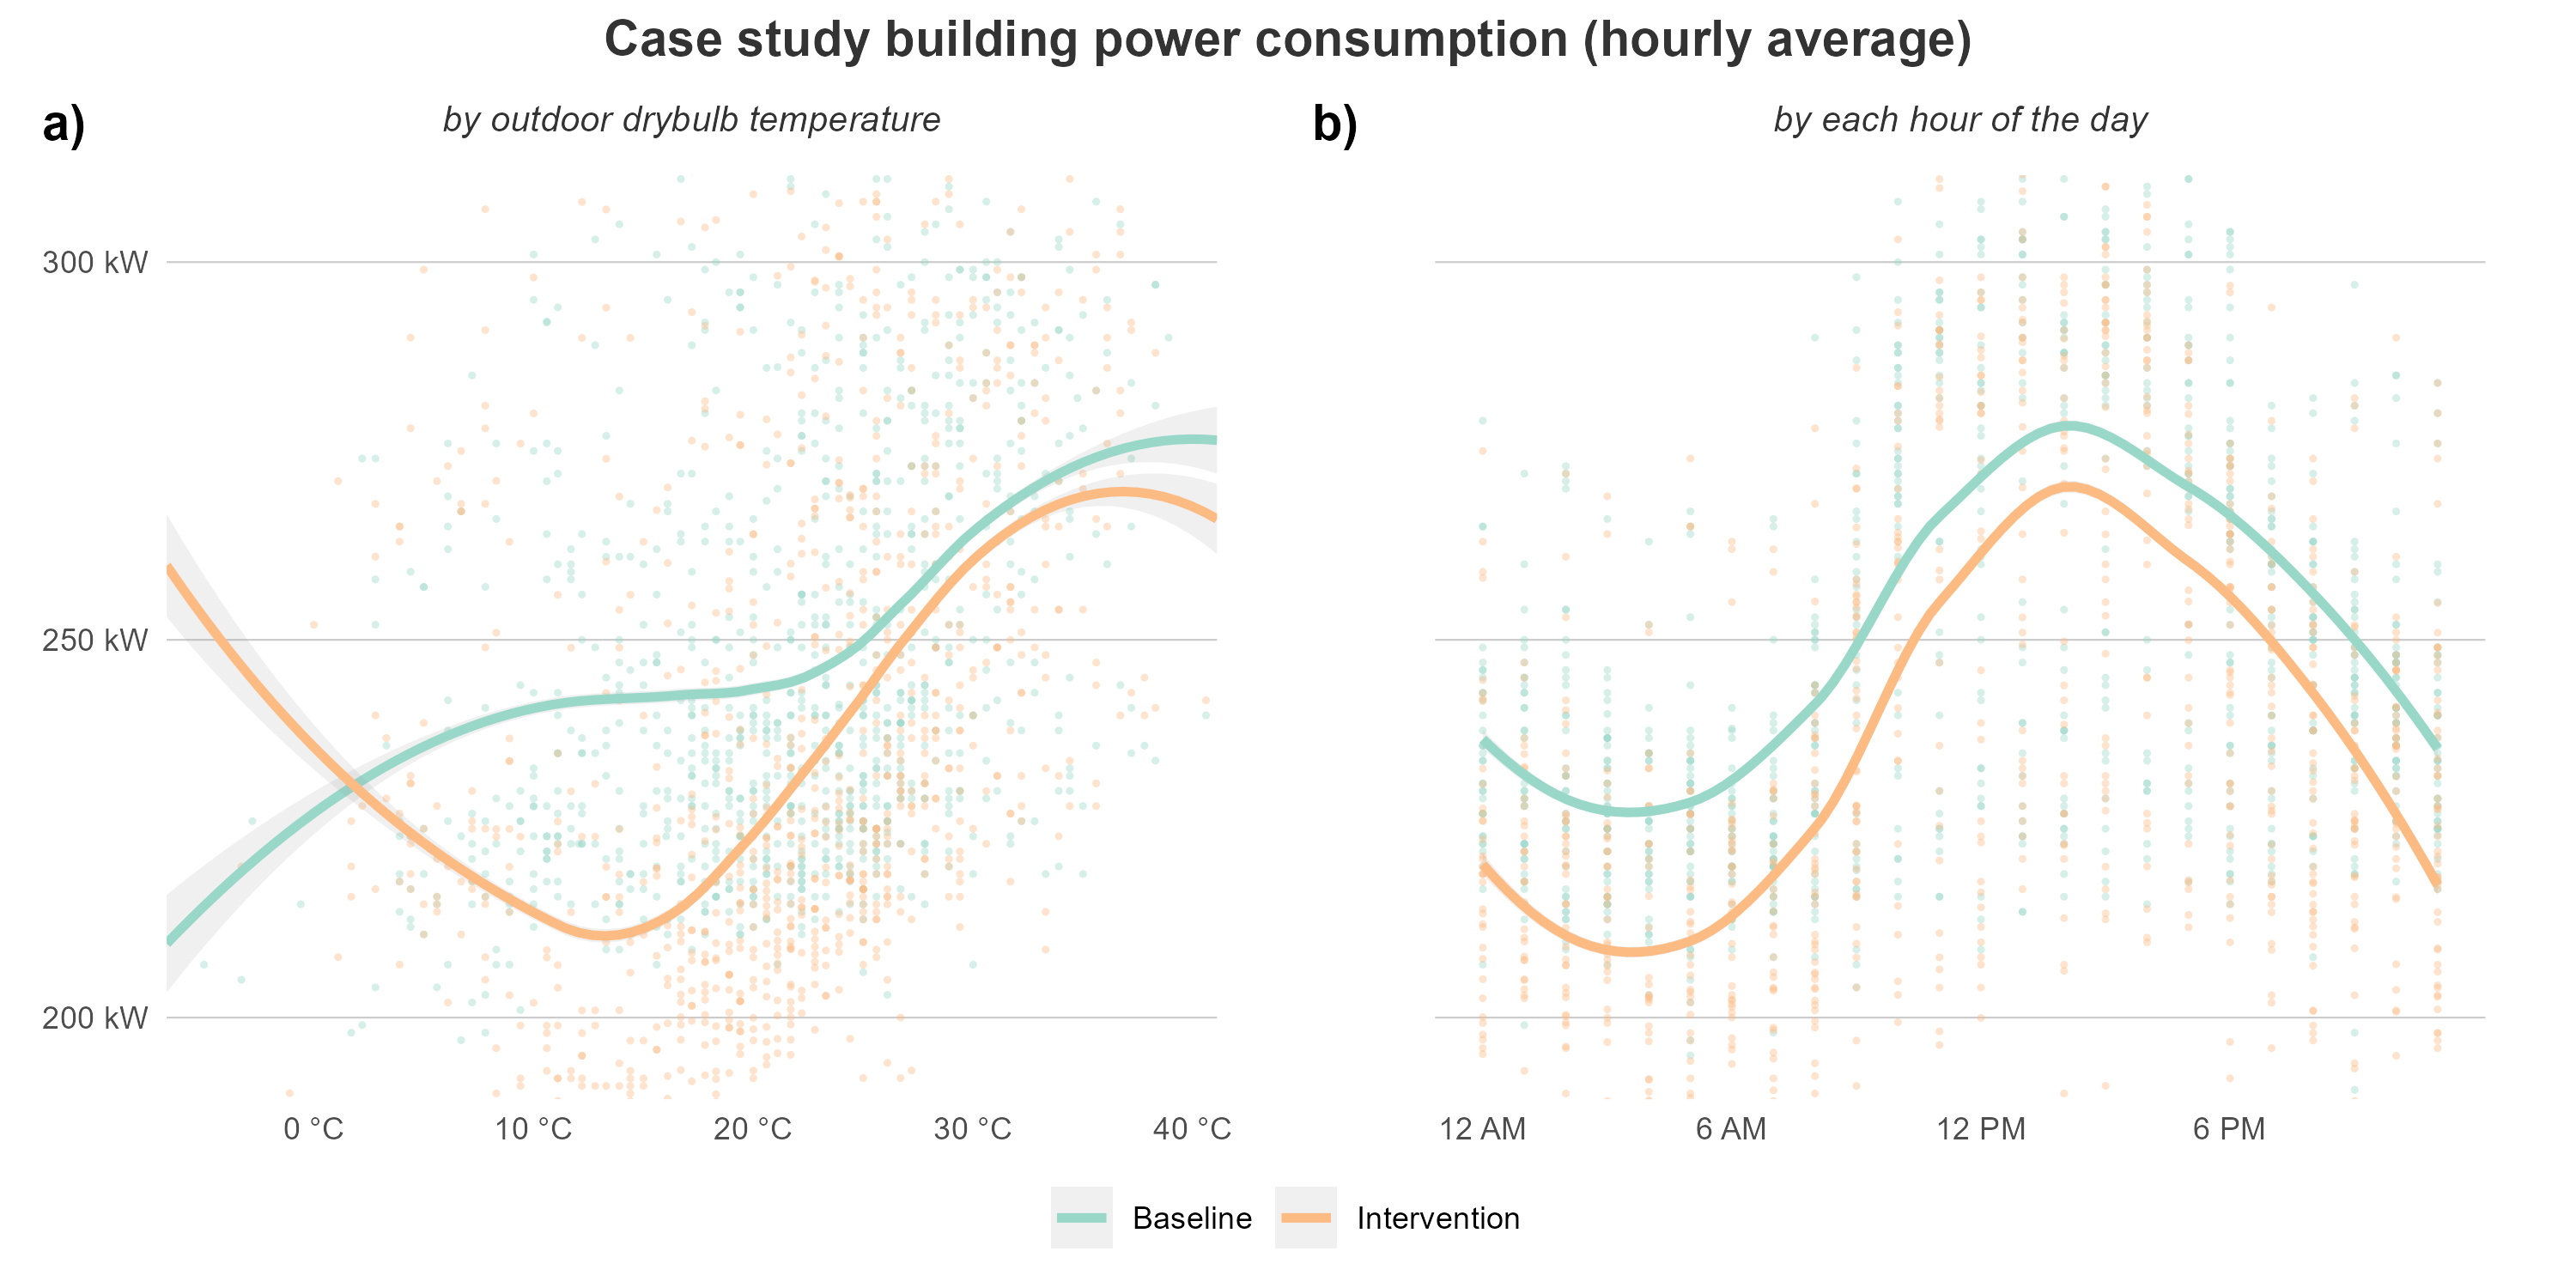 Case study building power consumption (hourly average)
a)
by outdoor drybulb temperature
300 kW
250 kW
200 kW
0 °C 10 °C 20 °C 30 °C 40 °C
b)
by each hour of the day
12 AM 6 AM 12 PM 6 PM
Baseline Intervention